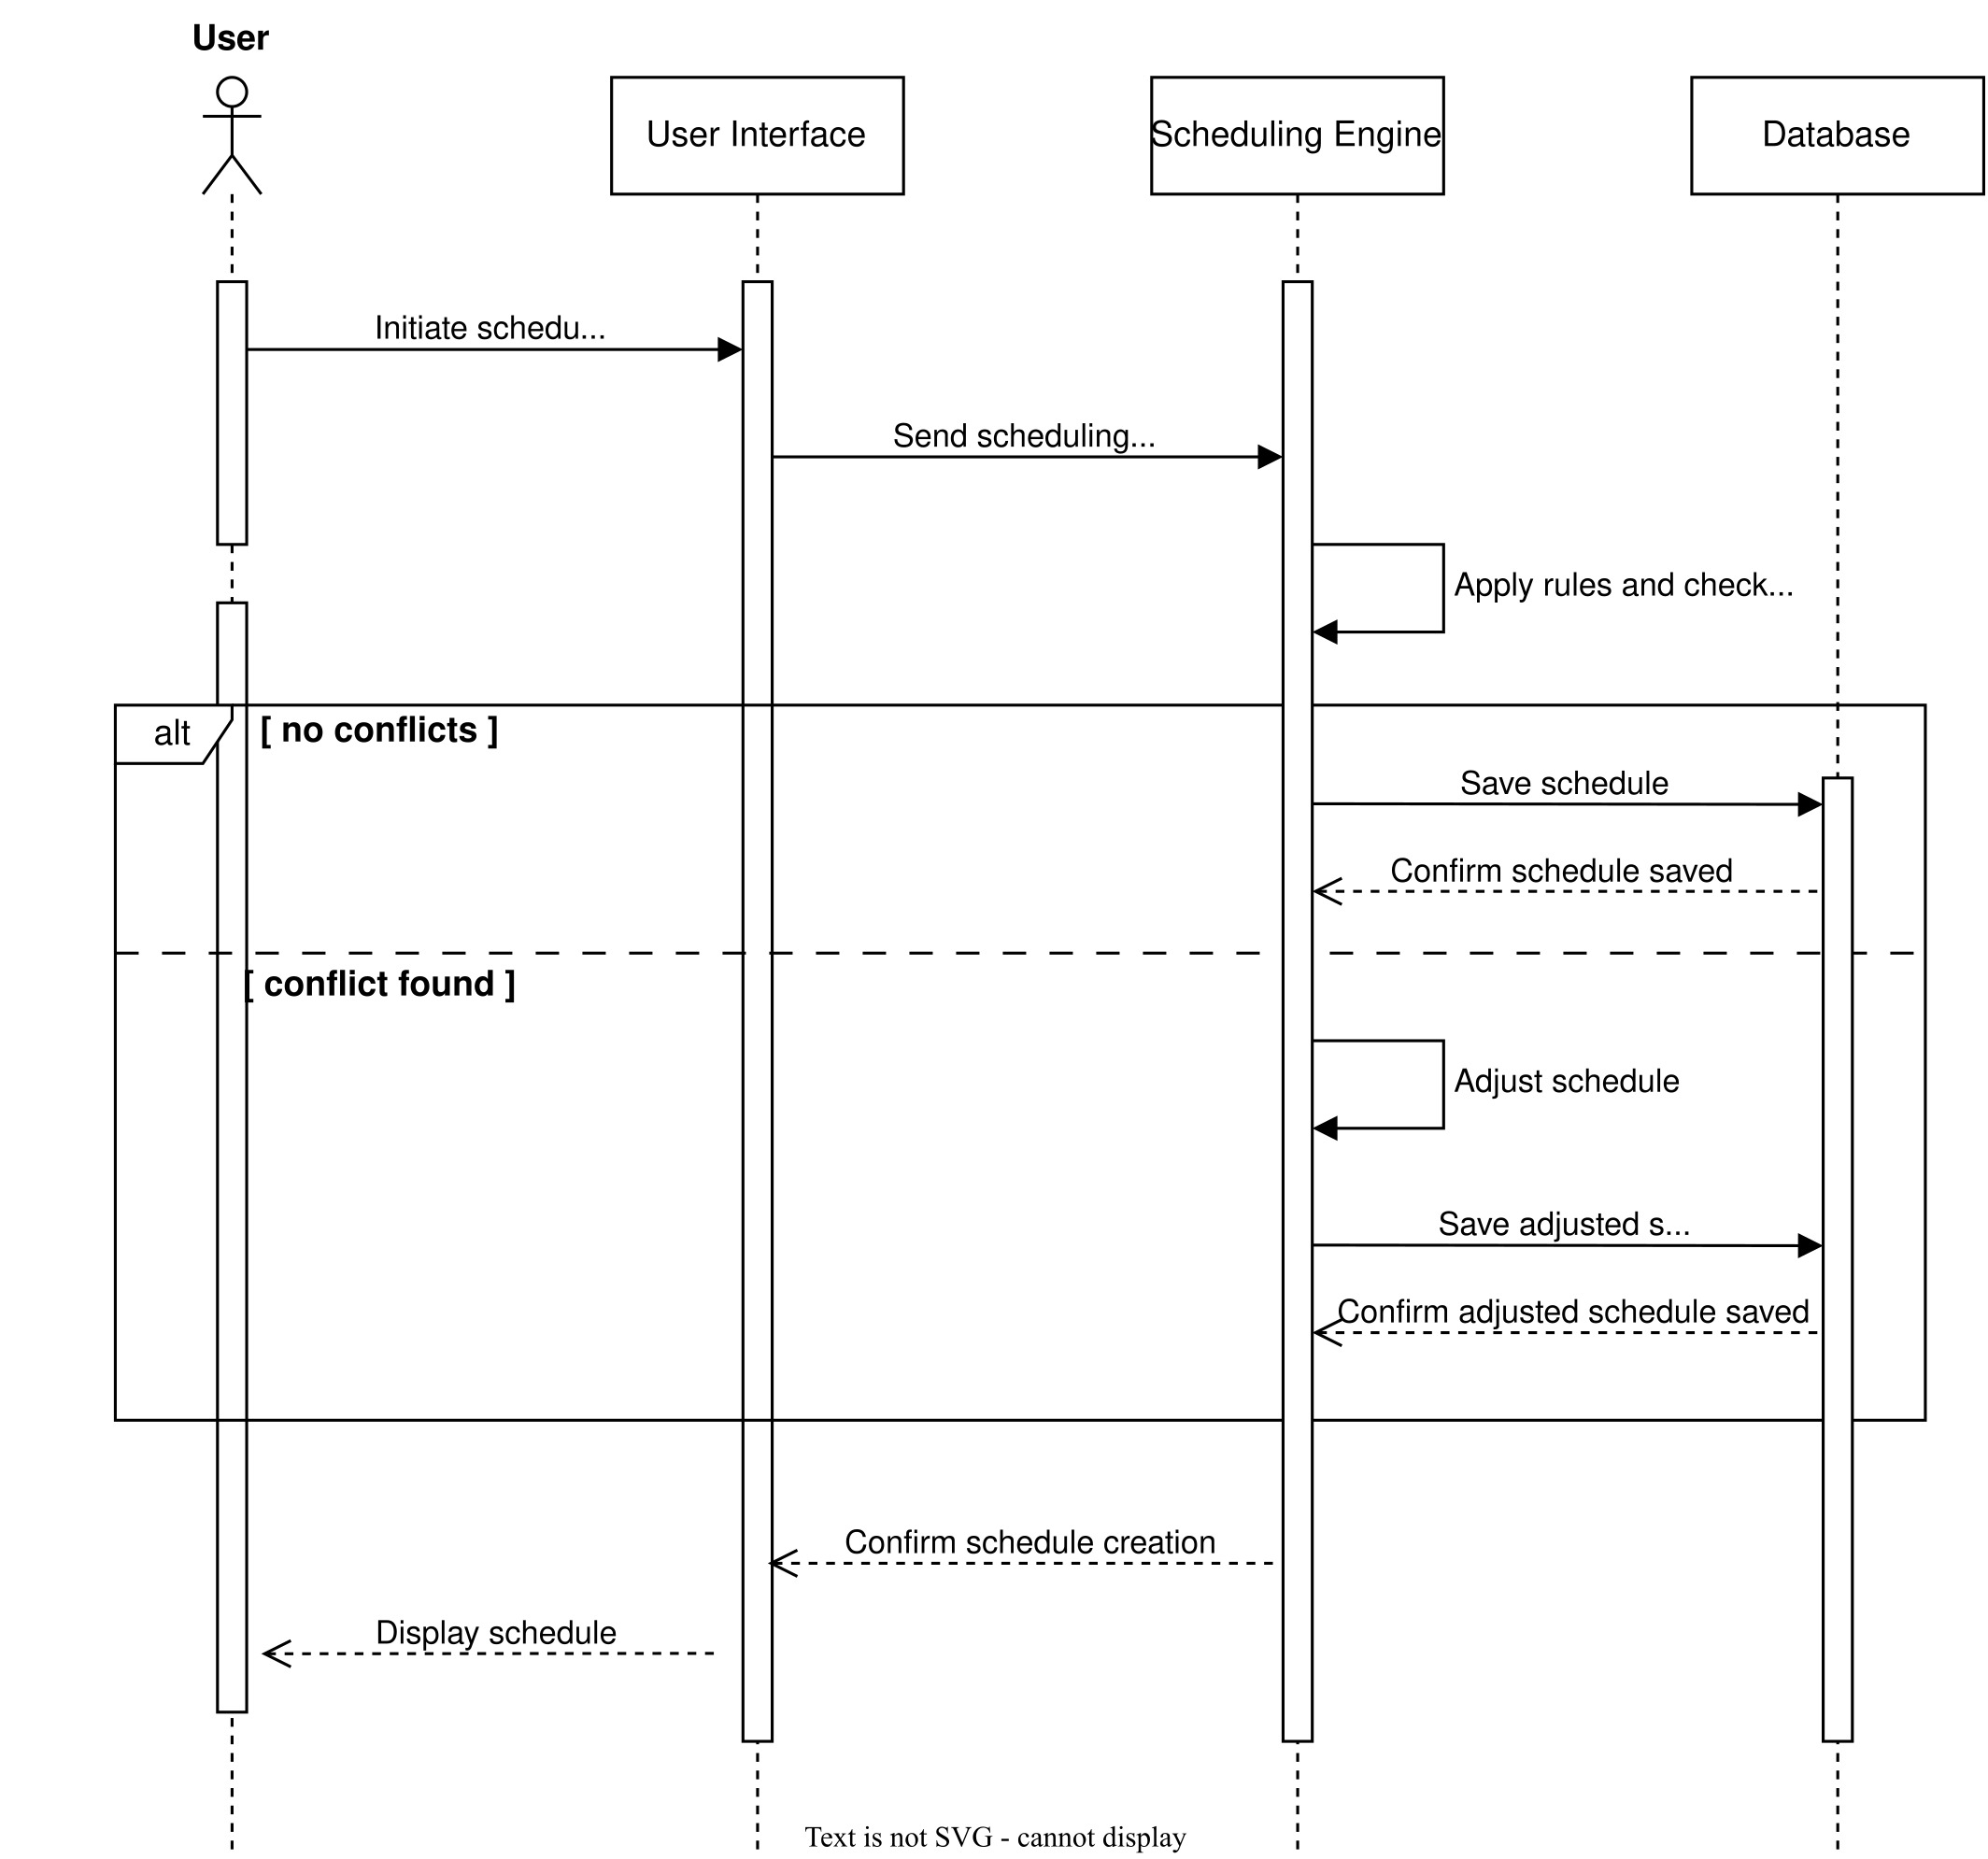 User
User Interface
Scheduling Engine
Database
Initiate schedu...
Send scheduling...
Apply rules and check...
alt
[ no conflicts ]
Save schedule
Confirm schedule saved
[ conflict found ]
Adjust schedule
Save adjusted s...
Confirm adjusted schedule saved
Confirm schedule creation
Display schedule
Text is not SVG - cannot display